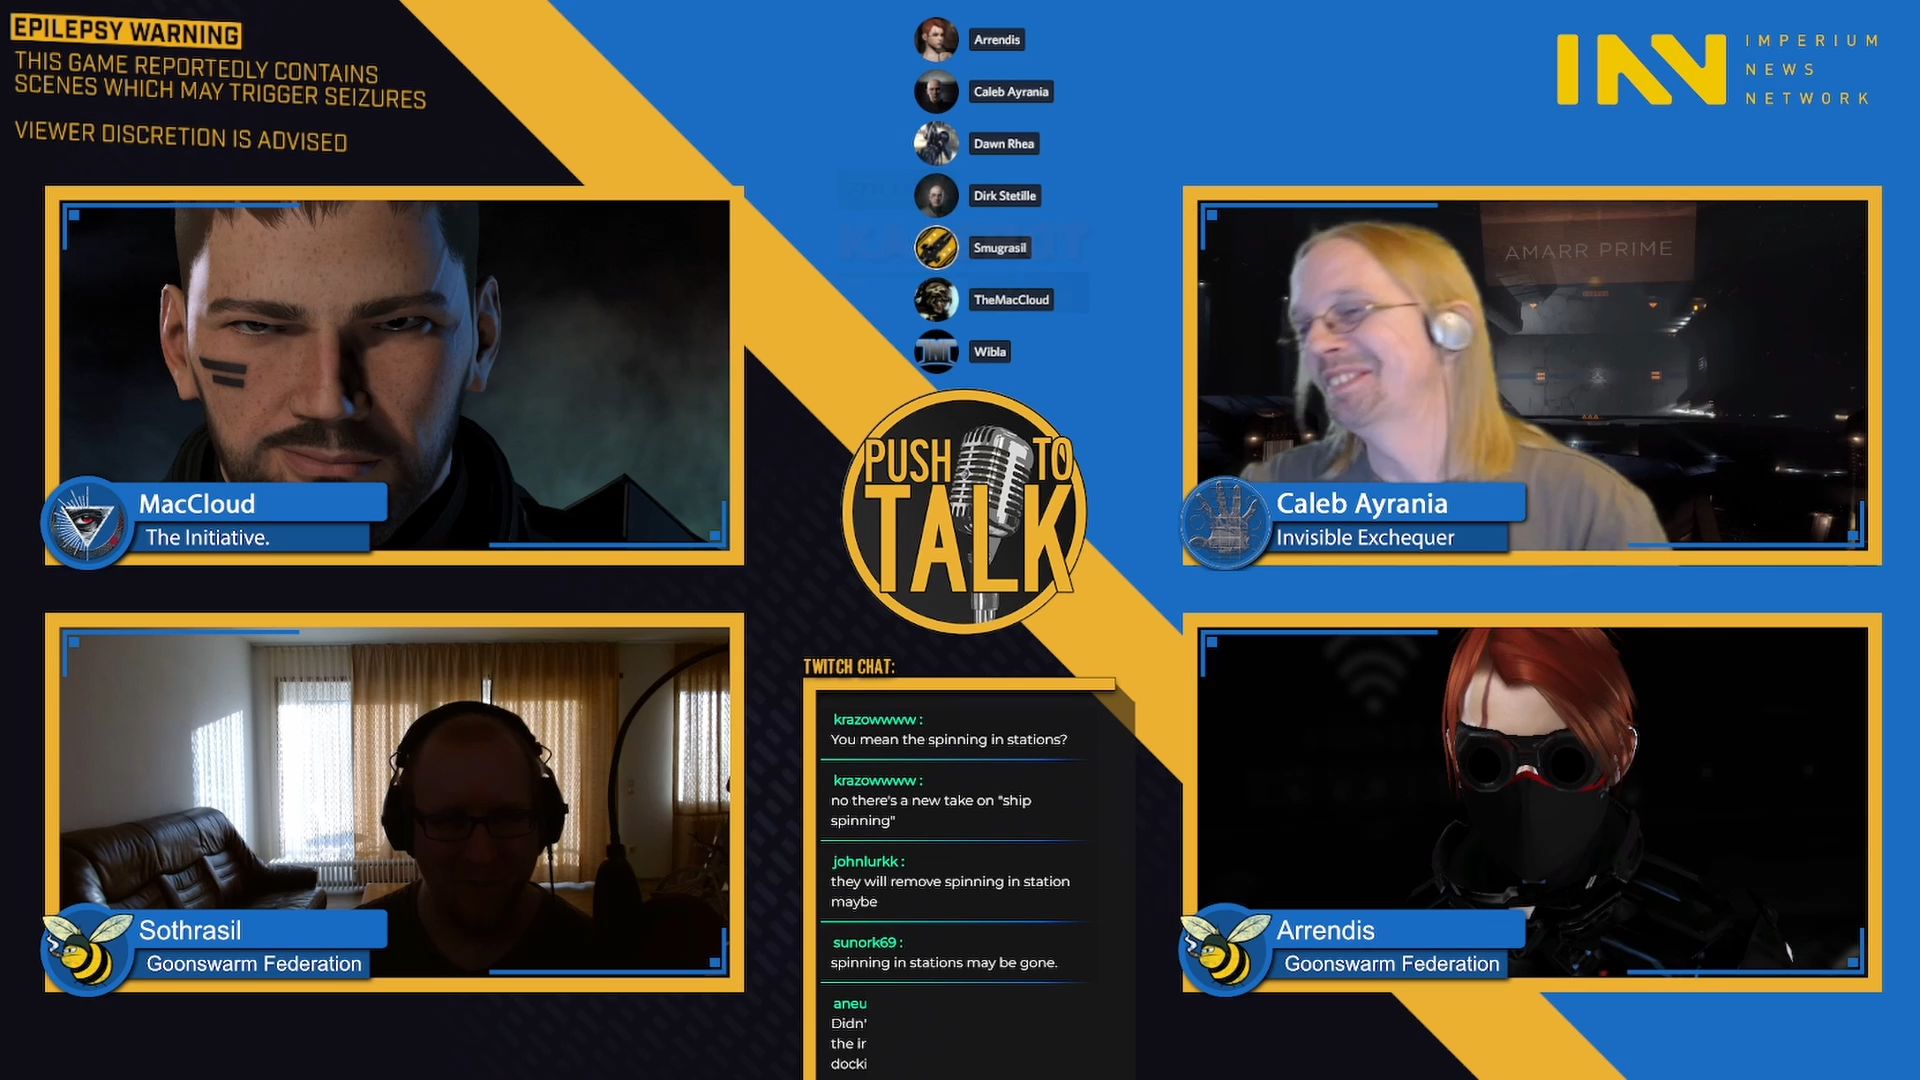 EPILEPSY WARNING
THIS GAME REPORTEDLY CONTAINS
SCENES WHICH MAY TRIGGER SEIZURES
VIEWER DISCRETION IS ADVISED
Arrendis
Caleb Ayrania
Dawn Rhea
Dirk Stetille
Smugrasil
TheMacCloud
Wibla
IMPERIUM
NEWS
NETWORK
AMARR PRIME
MacCloud
The Initiative.
PUSH TO
TALK
Caleb Ayrania
Invisible Exchequer
TWITCH CHAT:
krazowwww :
You mean the spinning in stations?
krazowwww :
no there's a new take on "ship
spinning"
johnlurkk :
they will remove spinning in station
maybe
sunork69 :
spinning in stations may be gone.
aneu
Didn'
the ir
docki
Sothrasil
Goonswarm Federation
Arrendis
Goonswarm Federation